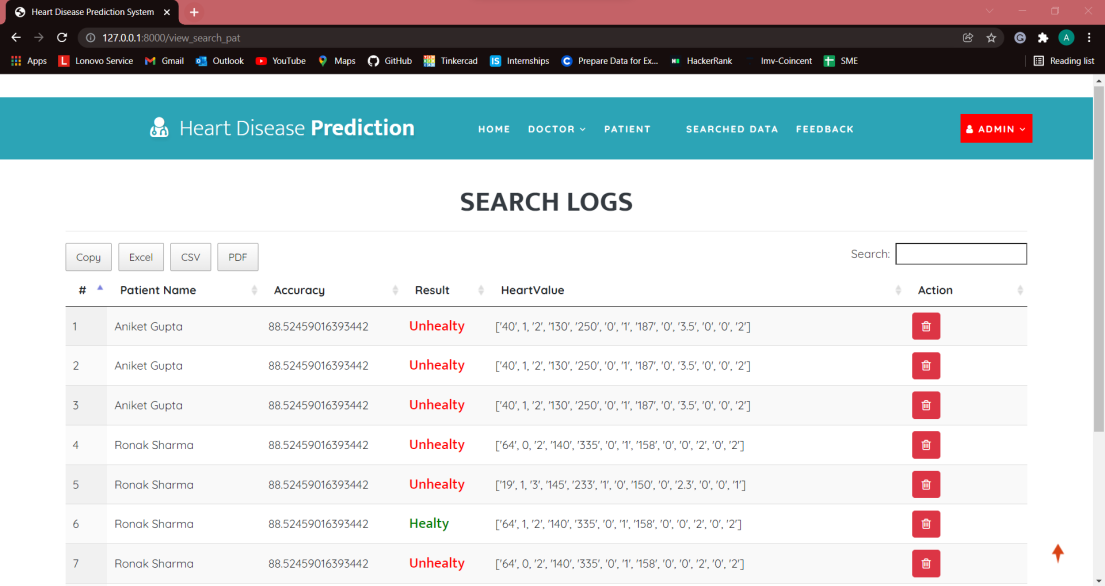 Heart Disease Prediction System
127.0.0.1:8000/view_search_pat
A
Apps Lonovo Service Gmail Outlook YouTube Maps GitHub Tinkercad IS Internships Prepare Data for Ex... HackerRank Imv-Coincent SME Reading list
Heart Disease Prediction HOME DOCTOR PATIENT SEARCHED DATA FEEDBACK ADMIN
SEARCH LOGS
Copy Excel CSV PDF Search:
# Patient Name Accuracy Result HeartValue Action
1 Aniket Gupta 88.52459016393442 Unhealty ['40', 1, '2', '130', '250', '0', '1', '187', '0', '3.5', '0', '0', '2']
2 Aniket Gupta 88.52459016393442 Unhealty ['40', 1, '2', '130', '250', '0', '1', '187', '0', '3.5', '0', '0', '2']
3 Aniket Gupta 88.52459016393442 Unhealty ['40', 1, '2', '130', '250', '0', '1', '187', '0', '3.5', '0', '0', '2']
4 Ronak Sharma 88.52459016393442 Unhealty ['64', 0, '2', '140', '335', '0', '1', '158', '0', '0', '2', '0', '2']
5 Ronak Sharma 88.52459016393442 Unhealty ['19', 1, '3', '145', '233', '1', '0', '150', '0', '2.3', '0', '0', '1']
6 Ronak Sharma 88.52459016393442 Healty ['64', 1, '2', '140', '335', '0', '1', '158', '0', '0', '2', '0', '2']
7 Ronak Sharma 88.52459016393442 Unhealty ['64', 0, '2', '140', '335', '0', '1', '158', '0', '0', '2', '0', '2']